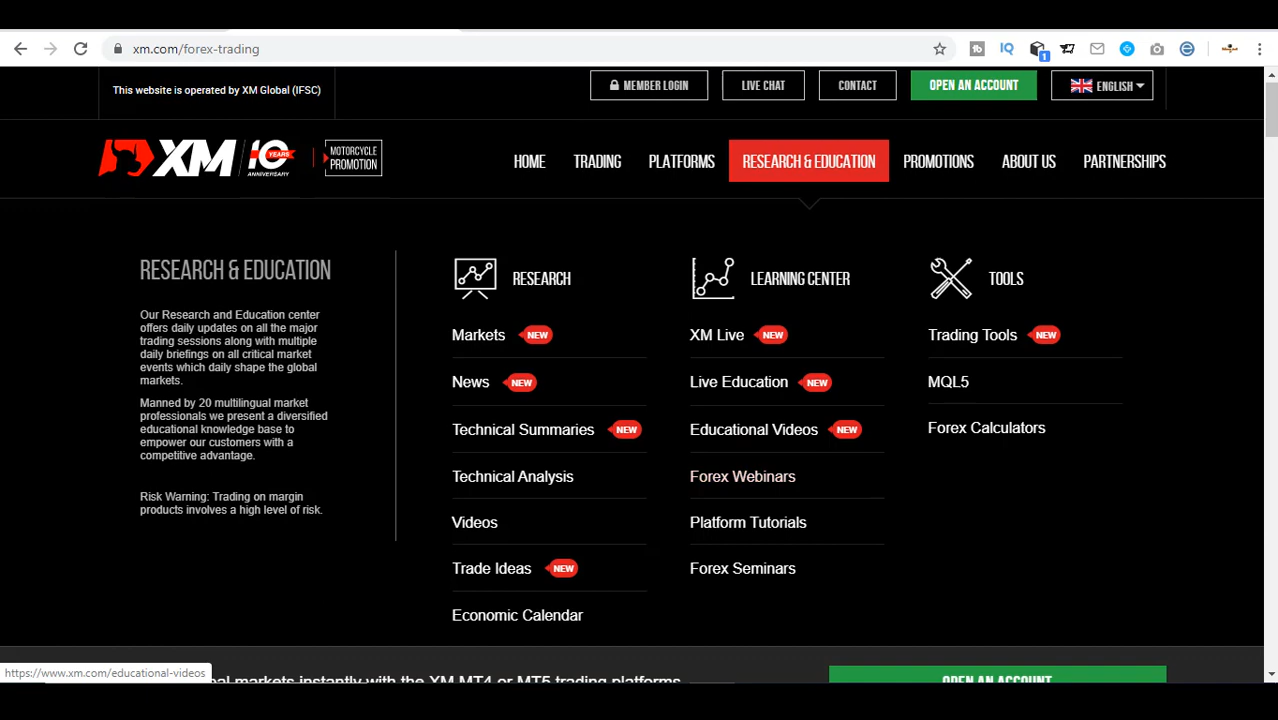 xm.com/forex-trading
1
This website is operated by XM Global (IFSC)
MEMBER LOGIN
LIVE CHAT
CONTACT
OPEN AN ACCOUNT
ENGLISH
XM
10
YEARS
ANNIVERSARY
MOTORCYCLE
PROMOTION
HOME
TRADING
PLATFORMS
RESEARCH & EDUCATION
PROMOTIONS
ABOUT US
PARTNERSHIPS
RESEARCH & EDUCATION
Our Research and Education center
offers daily updates on all the major
trading sessions along with multiple
daily briefings on all critical market
events which daily shape the global
markets.
Manned by 20 multilingual market
professionals we present a diversified
educational knowledge base to
empower our customers with a
competitive advantage.
Risk Warning: Trading on margin
products involves a high level of risk.
RESEARCH
Markets NEW
News NEW
Technical Summaries NEW
Technical Analysis
Videos
Trade Ideas NEW
Economic Calendar
LEARNING CENTER
XM Live NEW
Live Education NEW
Educational Videos NEW
Forex Webinars
Platform Tutorials
Forex Seminars
TOOLS
Trading Tools NEW
MQL5
Forex Calculators
https://www.xm.com/educational-videos
bal markets instantly with the XM MT4 or MT5 trading platforms
OPEN AN ACCOUNT